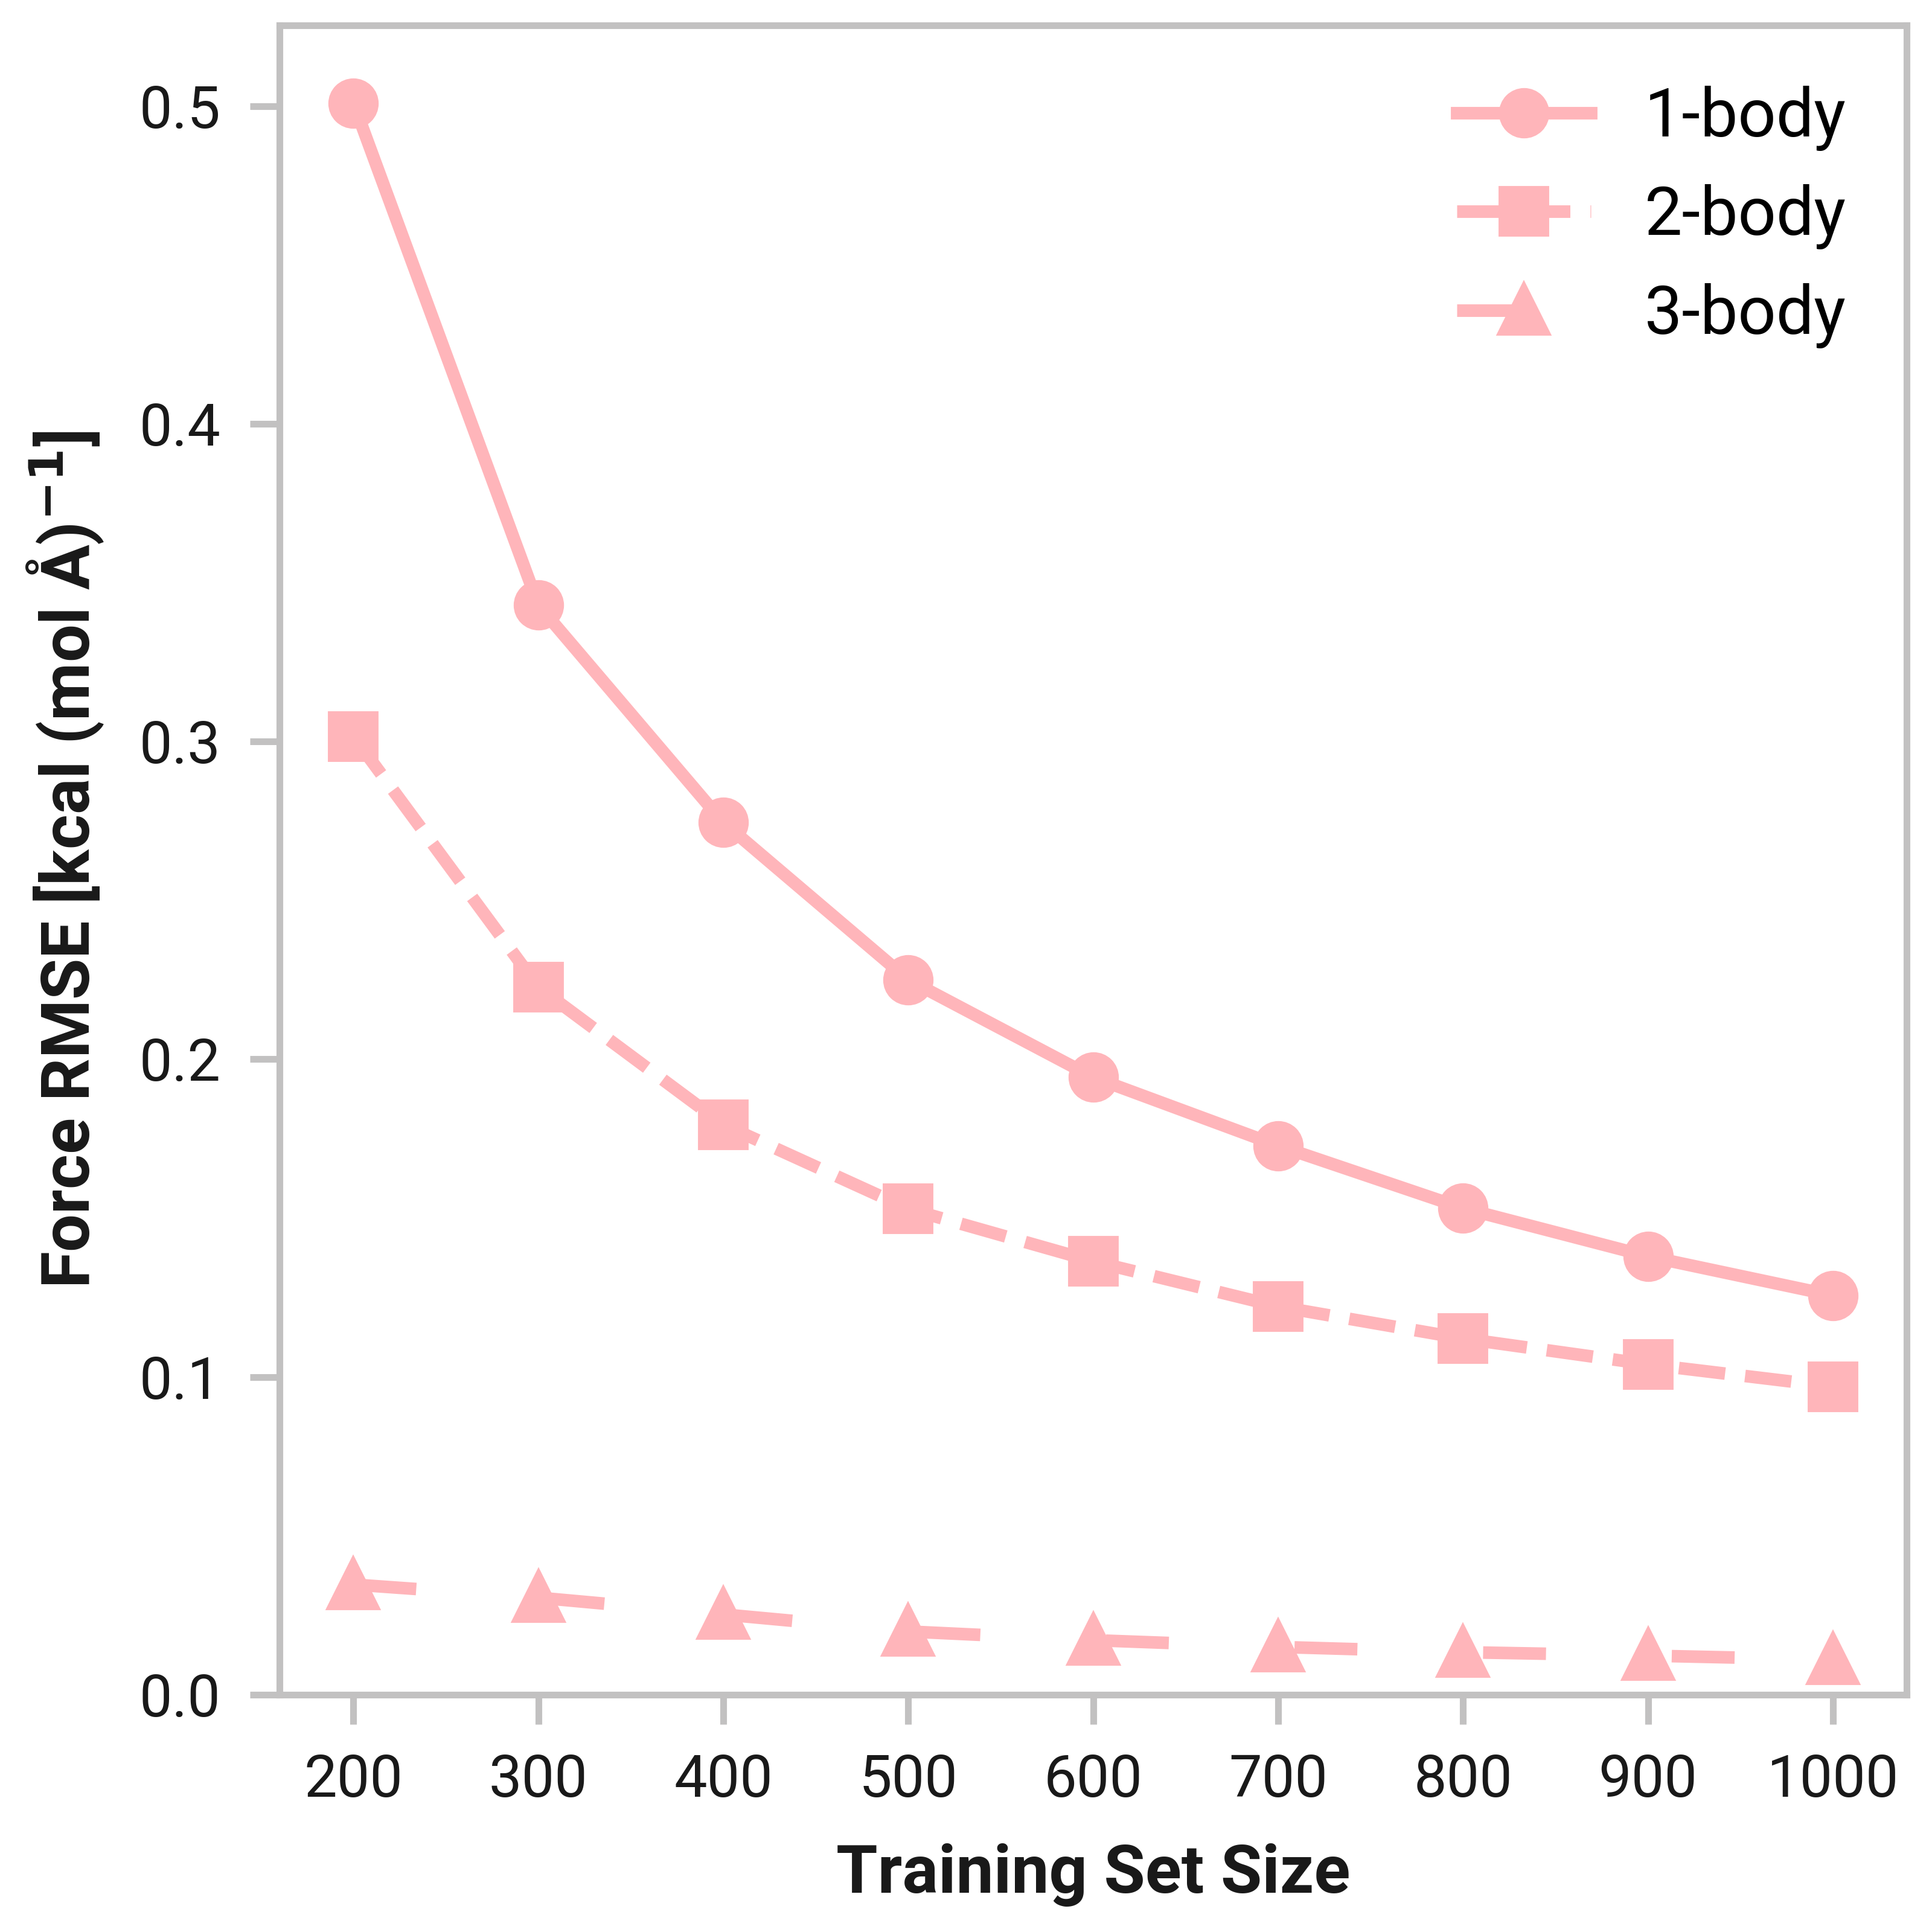 Force RMSE [kcal (mol Å)⁻¹]
0.5
0.4
0.3
0.2
0.1
0.0
1-body
2-body
3-body
200 300 400 500 600 700 800 900 1000
Training Set Size